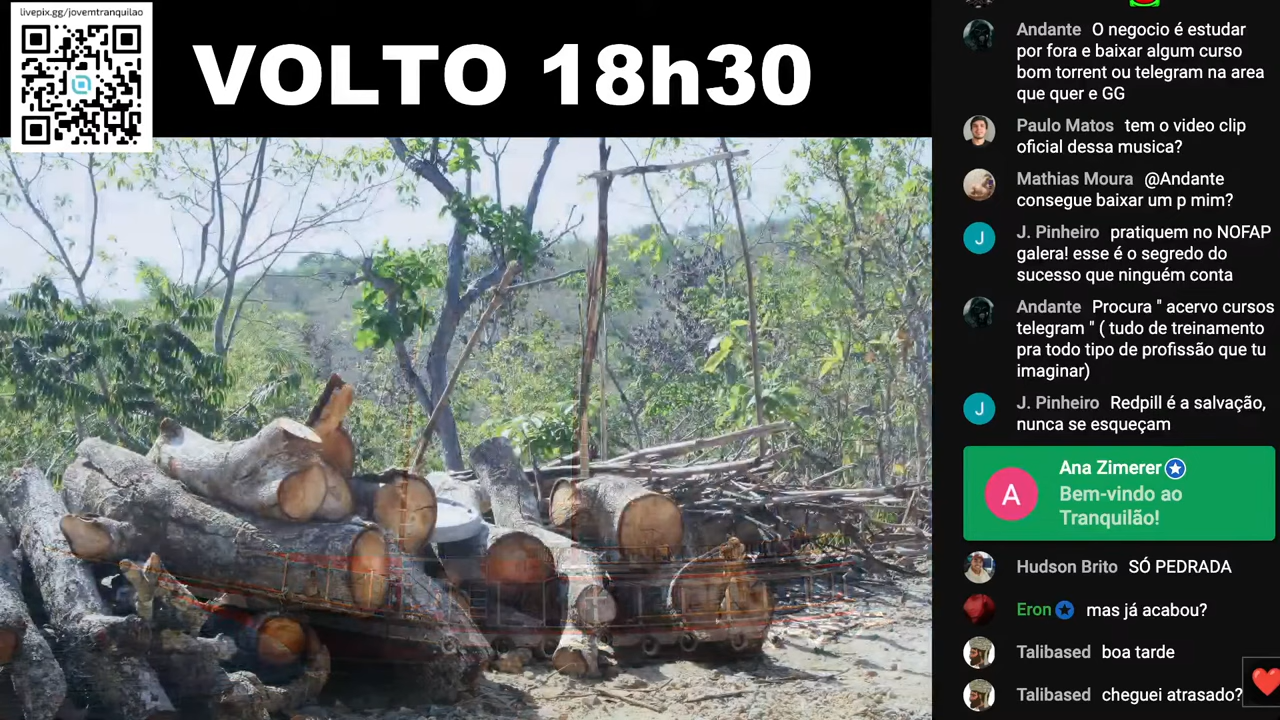 livepix.gg/jovemtranquilao
VOLTO 18h30
Andante O negocio é estudar
por fora e baixar algum curso
bom torrent ou telegram na area
que quer e GG
Paulo Matos tem o video clip
oficial dessa musica?
Mathias Moura @Andante
consegue baixar um p mim?
J
J. Pinheiro pratiquem no NOFAP
galera! esse é o segredo do
sucesso que ninguém conta
Andante Procura " acervo cursos
telegram " ( tudo de treinamento
pra todo tipo de profissão que tu
imaginar)
J
J. Pinheiro Redpill é a salvação,
nunca se esqueçam
A
Ana Zimerer
Bem-vindo ao
Tranquilão!
Hudson Brito SÓ PEDRADA
Eron mas já acabou?
Talibased boa tarde
Talibased cheguei atrasado?